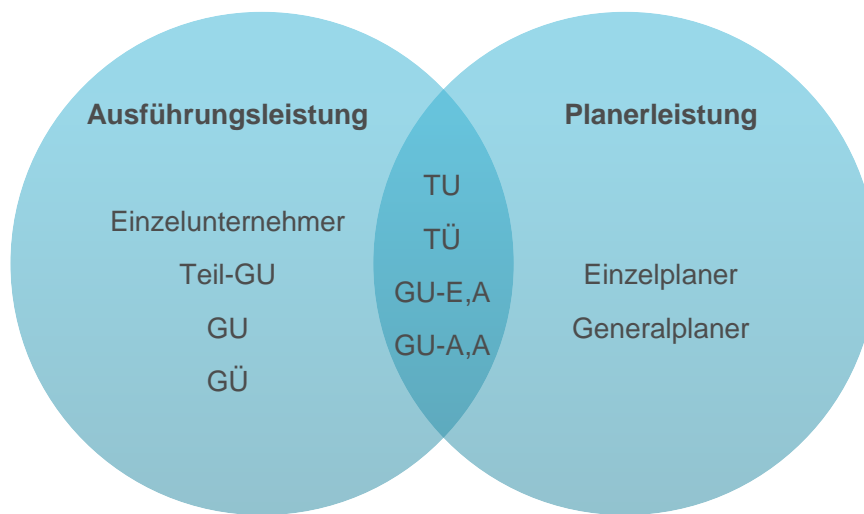 Ausführungsleistung
Einzelunternehmer
Teil-GU
GU
GÜ
TU
TÜ
GU-E,A
GU-A,A
Planerleistung
Einzelplaner
Generalplaner